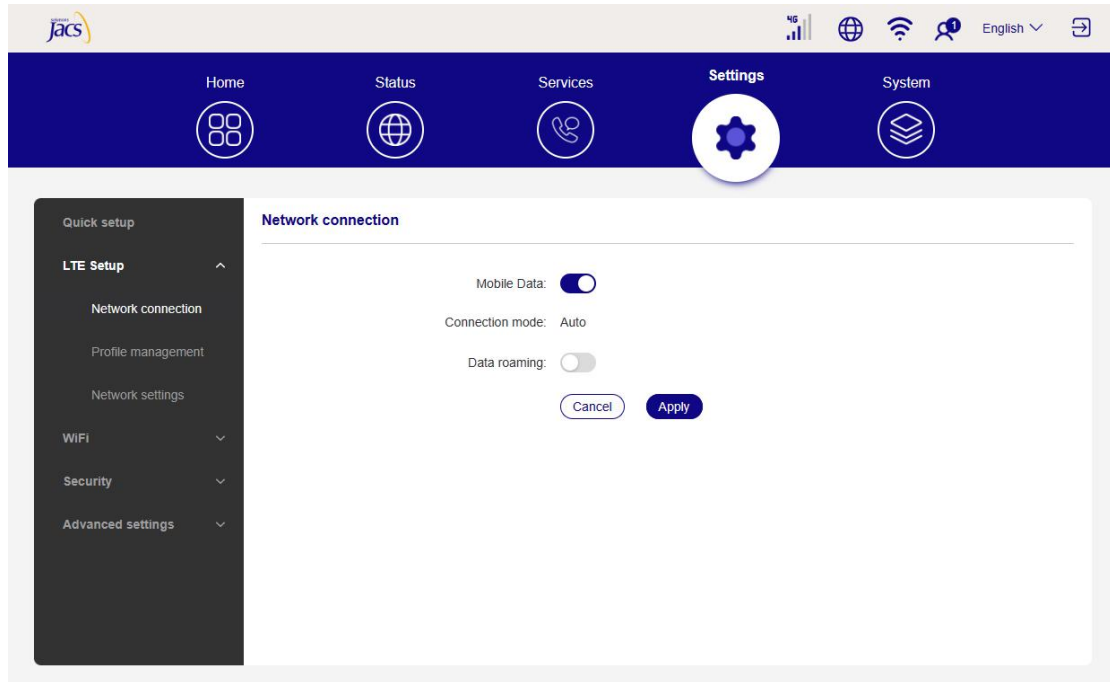 Jacs
4G
1
English
Home
Status
Services
Settings
System
Quick setup
LTE Setup
Network connection
Profile management
Network settings
WiFi
Security
Advanced settings
Network connection
Mobile Data:
Connection mode: Auto
Data roaming:
Cancel Apply